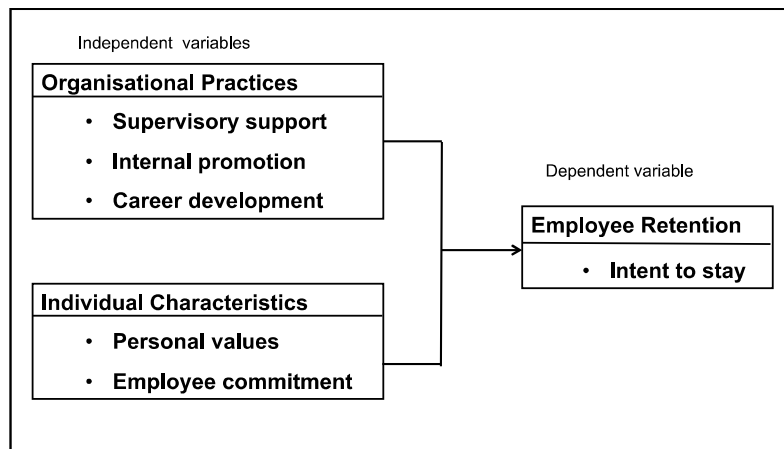 Independent variables
Organisational Practices
• Supervisory support
• Internal promotion
• Career development
Dependent variable
Employee Retention
• Intent to stay
Individual Characteristics
• Personal values
• Employee commitment